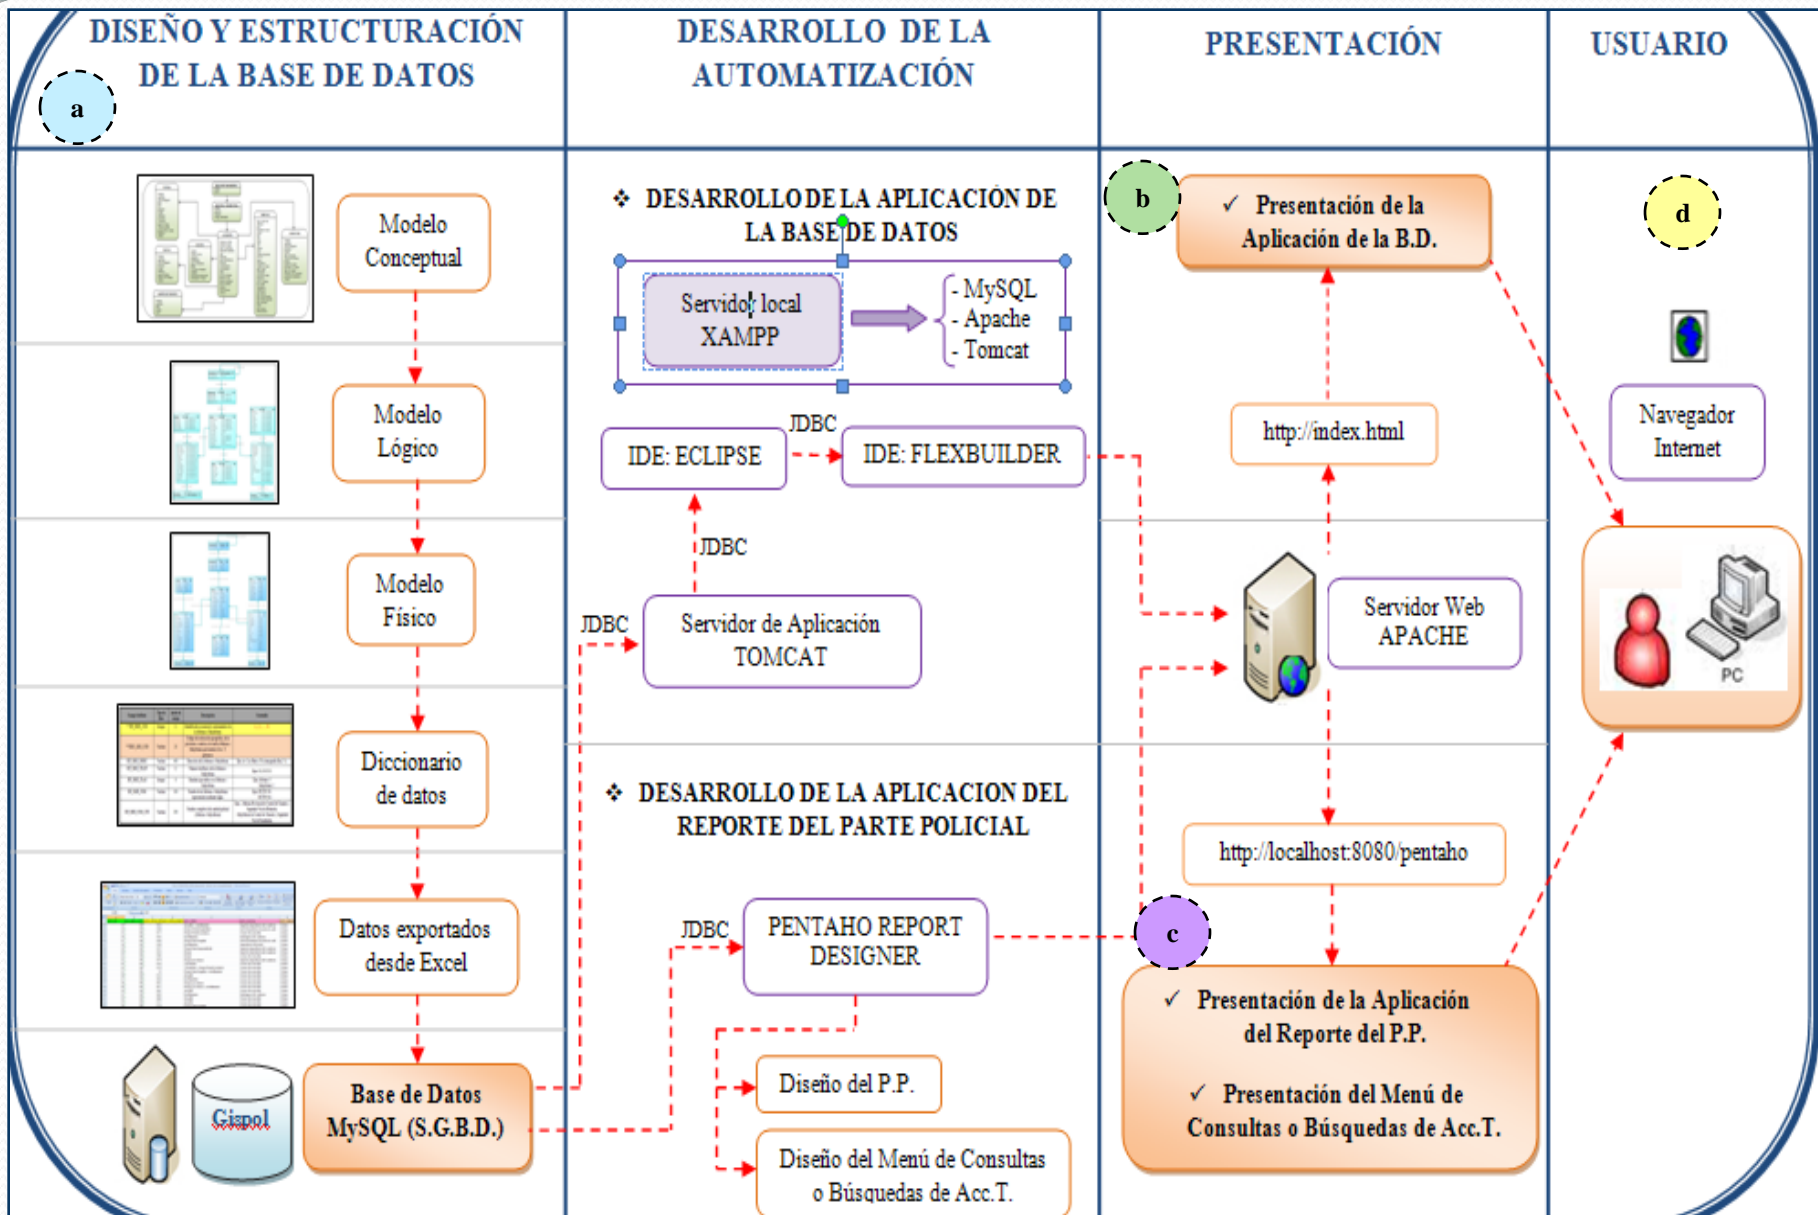 DISEÑO Y ESTRUCTURACIÓN
DE LA BASE DE DATOS
a
DESARROLLO DE LA
AUTOMATIZACIÓN
PRESENTACIÓN
USUARIO
Modelo
Conceptual
Modelo
Lógico
Modelo
Físico
Diccionario
de datos
Datos exportados
desde Excel
Gispol
Base de Datos
MySQL (S.G.B.D.)
❖ DESARROLLO DE LA APLICACIÓN DE
LA BASE DE DATOS
Servidor local
XAMPP
- MySQL
- Apache
- Tomcat
IDE: ECLIPSE
JDBC
IDE: FLEXBUILDER
JDBC
JDBC
Servidor de Aplicación
TOMCAT
❖ DESARROLLO DE LA APLICACION DEL
REPORTE DEL PARTE POLICIAL
JDBC
PENTAHO REPORT
DESIGNER
Diseño del P.P.
Diseño del Menú de Consultas
o Búsquedas de Acc.T.
b
✓ Presentación de la
Aplicación de la B.D.
http://index.html
Servidor Web
APACHE
http://localhost:8080/pentaho
c
✓ Presentación de la Aplicación
del Reporte del P.P.
✓ Presentación del Menú de
Consultas o Búsquedas de Acc.T.
d
Navegador
Internet
PC